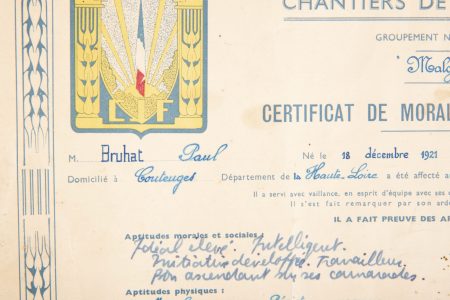 CHANTIERS DE
GROUPEMENT N
"Malg
L F
CERTIFICAT DE MORAL
M. Bruhat Paul Né le 18 décembre 1921
Domicilié à Couteuges Département de la Haute-Loire a été affecté a
Il a servi avec vaillance, en esprit d'équipe avec ses
Il s'est fait remarquer par son ard
IL A FAIT PREUVE DES AP
Aptitudes morales et sociales :
élevé. Intelligent.
Initiative développée. Travailleur.
Bon ascendant sur ses camarades.
Aptitudes physiques :